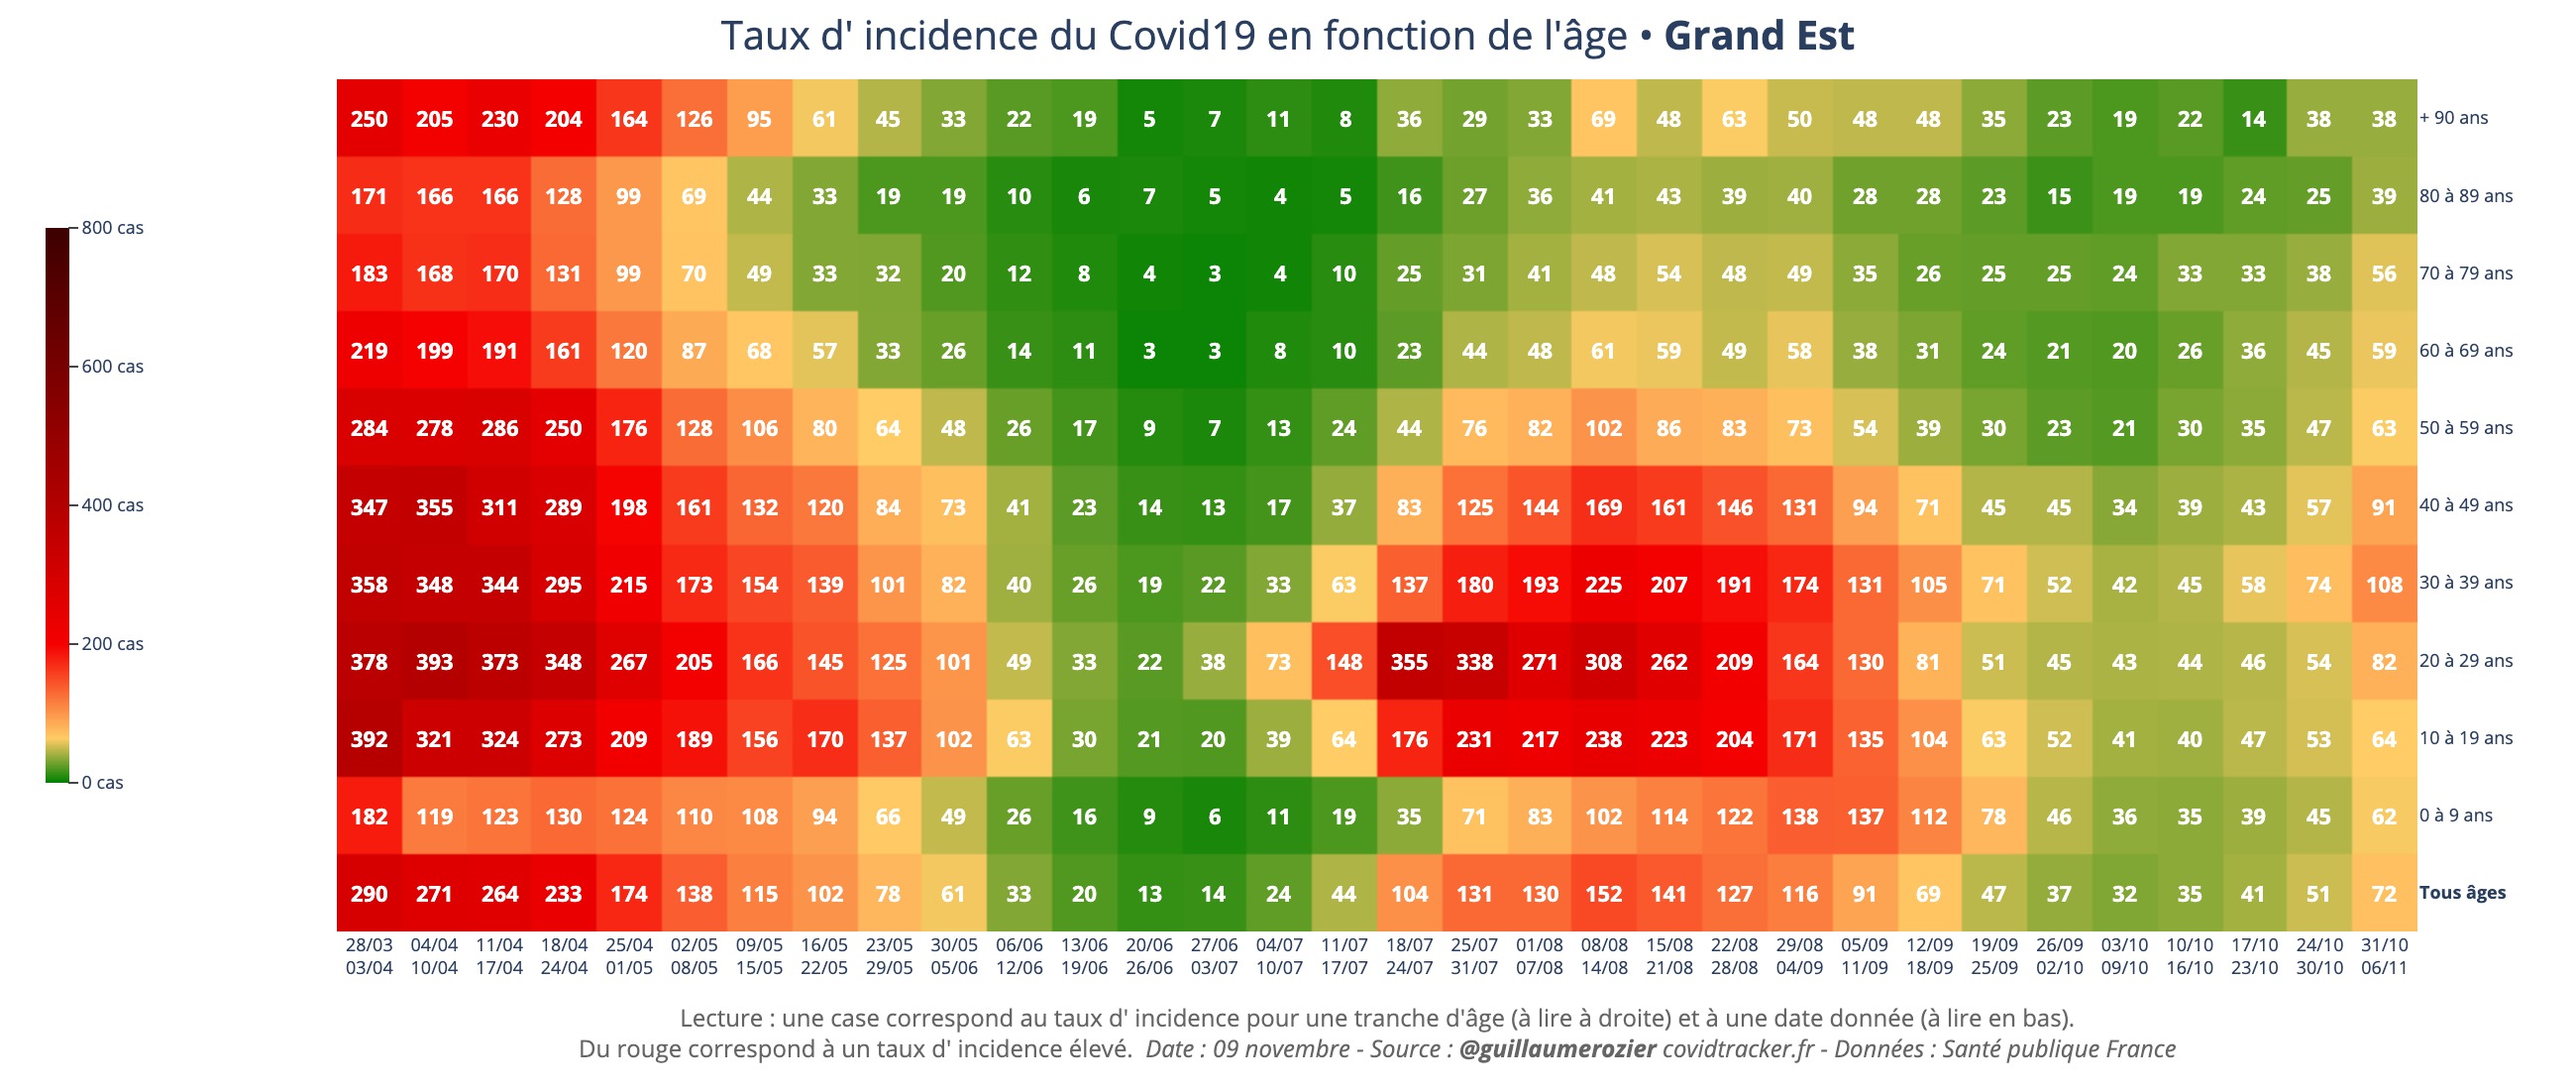 Taux d' incidence du Covid19 en fonction de l'âge • Grand Est
250 205 230 204 164 126 95 61 45 33 22 19 5 7 11 8 36 29 33 69 48 63 50 48 48 35 23 19 22 14 38 38 + 90 ans
171 166 166 128 99 69 44 33 19 19 10 6 7 5 4 5 16 27 36 41 43 39 40 28 28 23 15 19 19 24 25 39 80 à 89 ans
800 cas
183 168 170 131 99 70 49 33 32 20 12 8 4 3 4 10 25 31 41 48 54 48 49 35 26 25 25 24 33 33 38 56 70 à 79 ans
219 199 191 161 120 87 68 57 33 26 14 11 3 3 8 10 23 44 48 61 59 49 58 38 31 24 21 20 26 36 45 59 60 à 69 ans
600 cas
284 278 286 250 176 128 106 80 64 48 26 17 9 7 13 24 44 76 82 102 86 83 73 54 39 30 23 21 30 35 47 63 50 à 59 ans
400 cas
347 355 311 289 198 161 132 120 84 73 41 23 14 13 17 37 83 125 144 169 161 146 131 94 71 45 45 34 39 43 57 91 40 à 49 ans
358 348 344 295 215 173 154 139 101 82 40 26 19 22 33 63 137 180 193 225 207 191 174 131 105 71 52 42 45 58 74 108 30 à 39 ans
200 cas
378 393 373 348 267 205 166 145 125 101 49 33 22 38 73 148 355 338 271 308 262 209 164 130 81 51 45 43 44 46 54 82 20 à 29 ans
392 321 324 273 209 189 156 170 137 102 63 30 21 20 39 64 176 231 217 238 223 204 171 135 104 63 52 41 40 47 53 64 10 à 19 ans
0 cas
182 119 123 130 124 110 108 94 66 49 26 16 9 6 11 19 35 71 83 102 114 122 138 137 112 78 46 36 35 39 45 62 0 à 9 ans
290 271 264 233 174 138 115 102 78 61 33 20 13 14 24 44 104 131 130 152 141 127 116 91 69 47 37 32 35 41 51 72 Tous âges
28/03 04/04 11/04 18/04 25/04 02/05 09/05 16/05 23/05 30/05 06/06 13/06 20/06 27/06 04/07 11/07 18/07 25/07 01/08 08/08 15/08 22/08 29/08 05/09 12/09 19/09 26/09 03/10 10/10 17/10 24/10 31/10
03/04 10/04 17/04 24/04 01/05 08/05 15/05 22/05 29/05 05/06 12/06 19/06 26/06 03/07 10/07 17/07 24/07 31/07 07/08 14/08 21/08 28/08 04/09 11/09 18/09 25/09 02/10 09/10 16/10 23/10 30/10 06/11
Lecture : une case correspond au taux d' incidence pour une tranche d'âge (à lire à droite) et à une date donnée (à lire en bas).
Du rouge correspond à un taux d' incidence élevé. Date : 09 novembre - Source : @guillaumerozier covidtracker.fr - Données : Santé publique France